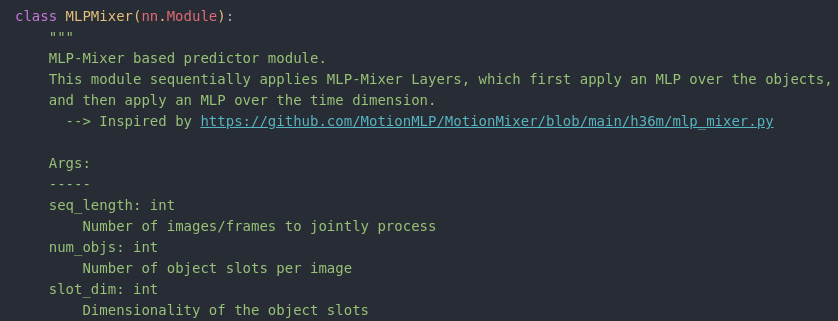 class MLPMixer(nn.Module):
    """
    MLP-Mixer based predictor module.
    This module sequentially applies MLP-Mixer Layers, which first apply an MLP over the objects,
    and then apply an MLP over the time dimension.
      --> Inspired by https://github.com/MotionMLP/MotionMixer/blob/main/h36m/mlp_mixer.py

    Args:
    -----
    seq_length: int
        Number of images/frames to jointly process
    num_objs: int
        Number of object slots per image
    slot_dim: int
        Dimensionality of the object slots